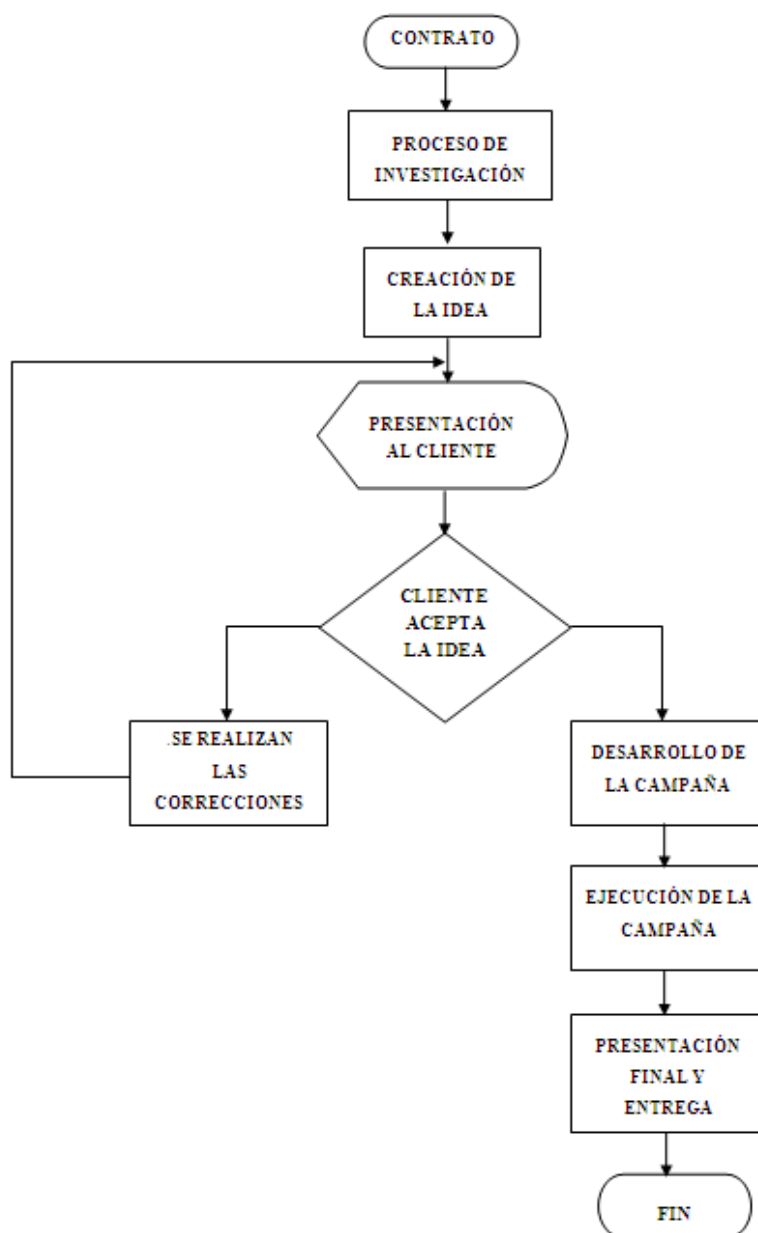 CONTRATO
PROCESO DE
INVESTIGACIÓN
CREACIÓN DE
LA IDEA
PRESENTACIÓN
AL CLIENTE
CLIENTE
ACEPTA
LA IDEA
.SE REALIZAN
LAS
CORRECCIONES
DESARROLLO DE
LA CAMPAÑA
EJECUCIÓN DE LA
CAMPAÑA
PRESENTACIÓN
FINAL Y
ENTREGA
FIN